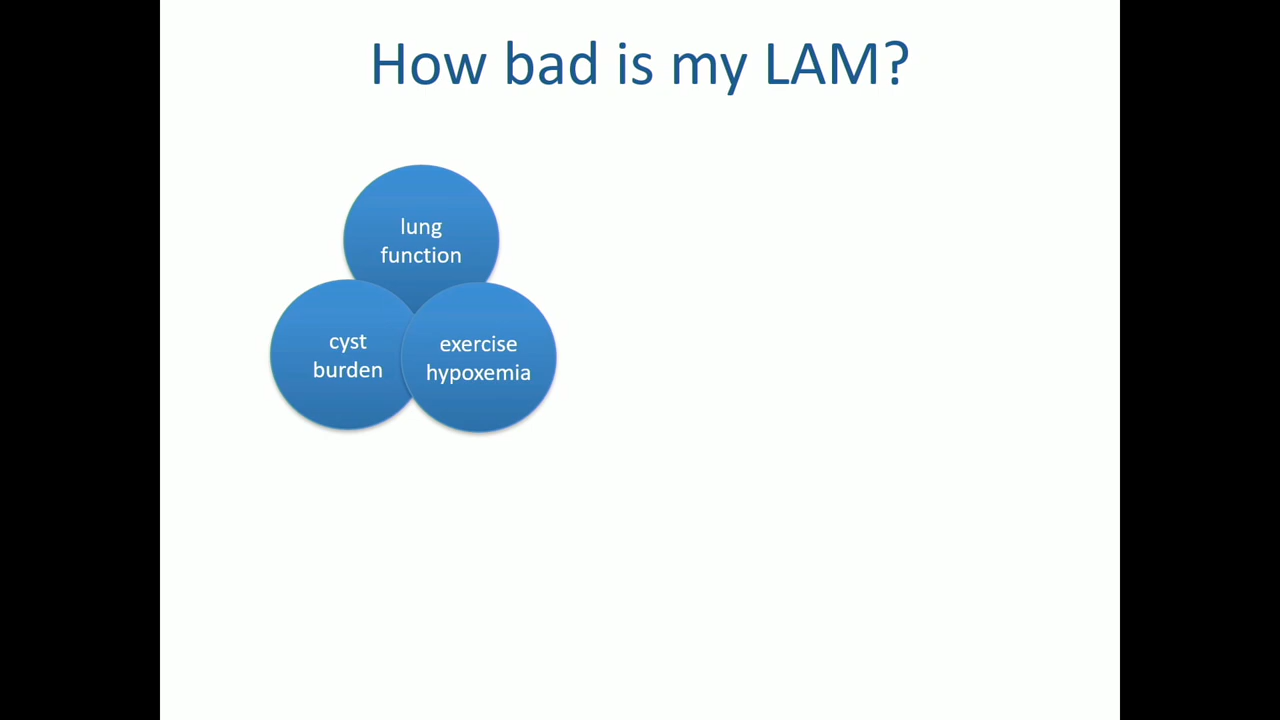 How bad is my LAM?
lung
function
cyst
burden
exercise
hypoxemia